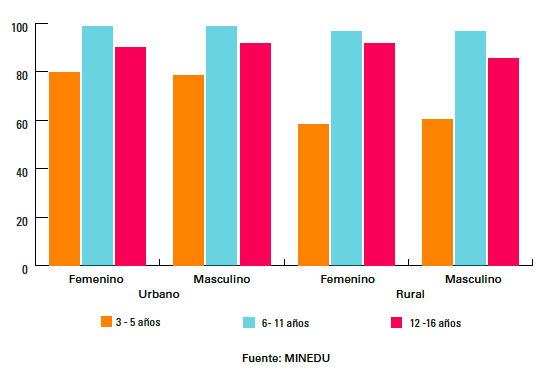 100
80
60
40
20
0
Femenino Masculino Femenino Masculino
Urbano Rural
3 - 5 años 6- 11 años 12 -16 años
Fuente: MINEDU